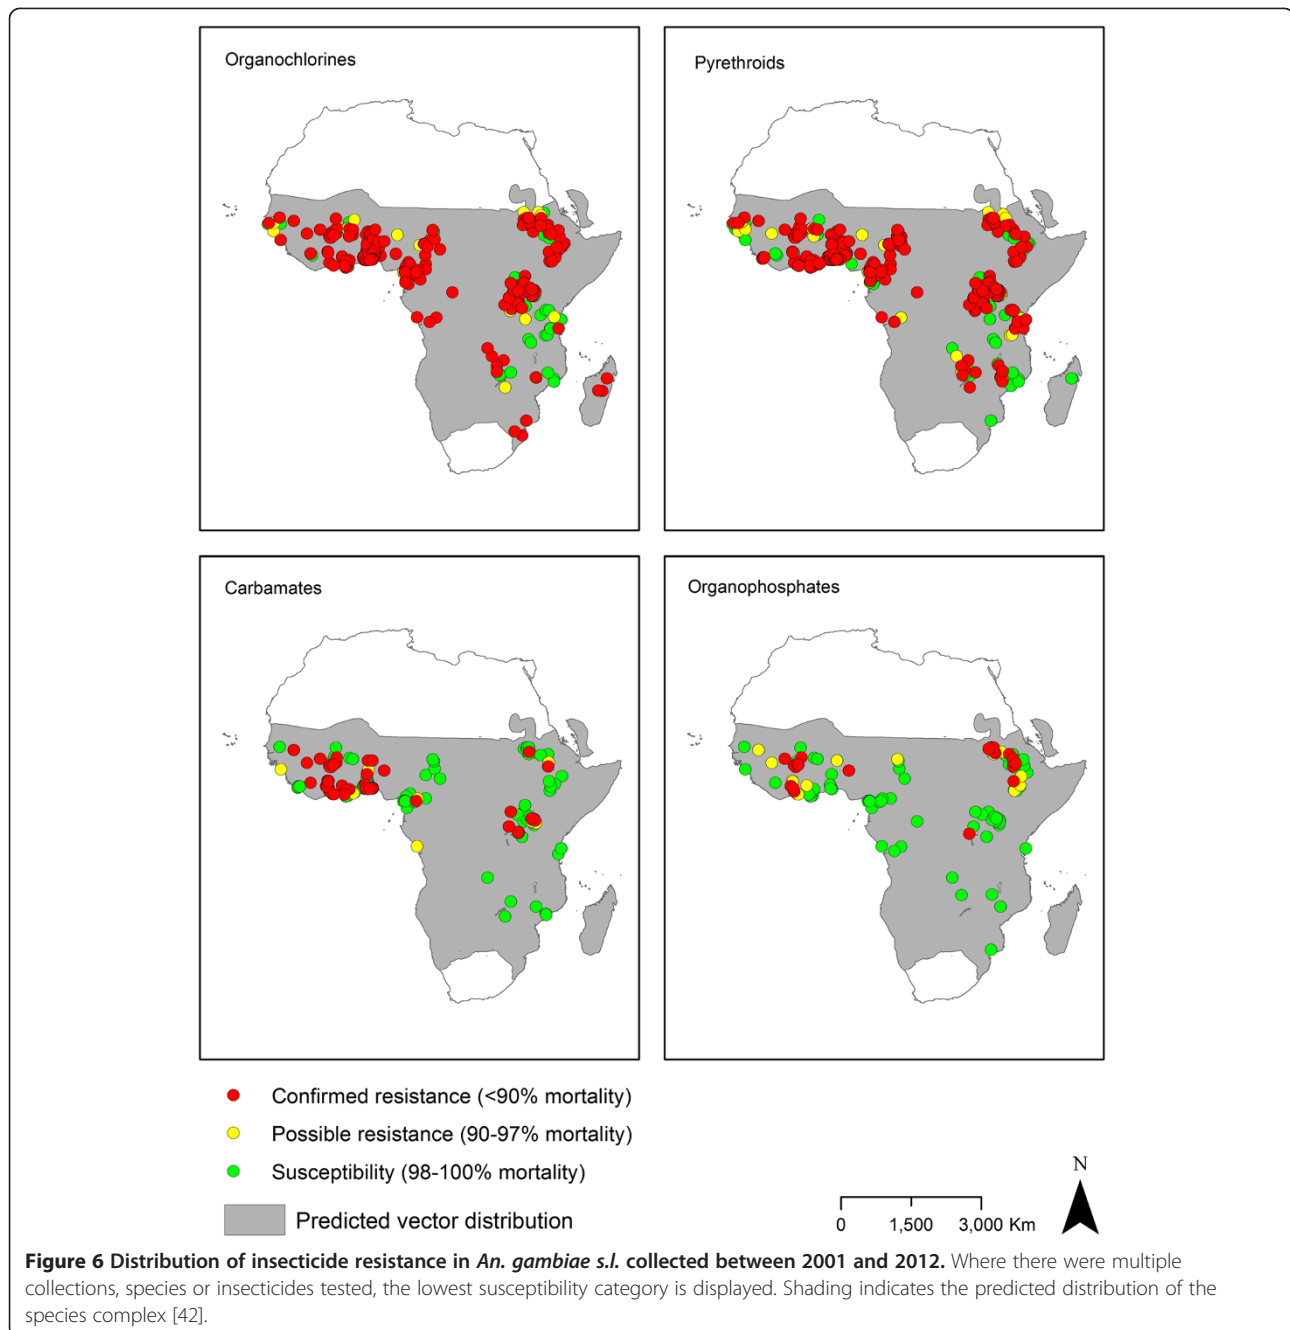 Organochlorines
Pyrethroids
Carbamates
Organophosphates
Confirmed resistance (<90% mortality)
Possible resistance (90-97% mortality)
Susceptibility (98-100% mortality)
Predicted vector distribution
N
0 1,500 3,000 Km
Figure 6 Distribution of insecticide resistance in An. gambiae s.l. collected between 2001 and 2012. Where there were multiple
collections, species or insecticides tested, the lowest susceptibility category is displayed. Shading indicates the predicted distribution of the
species complex [42].